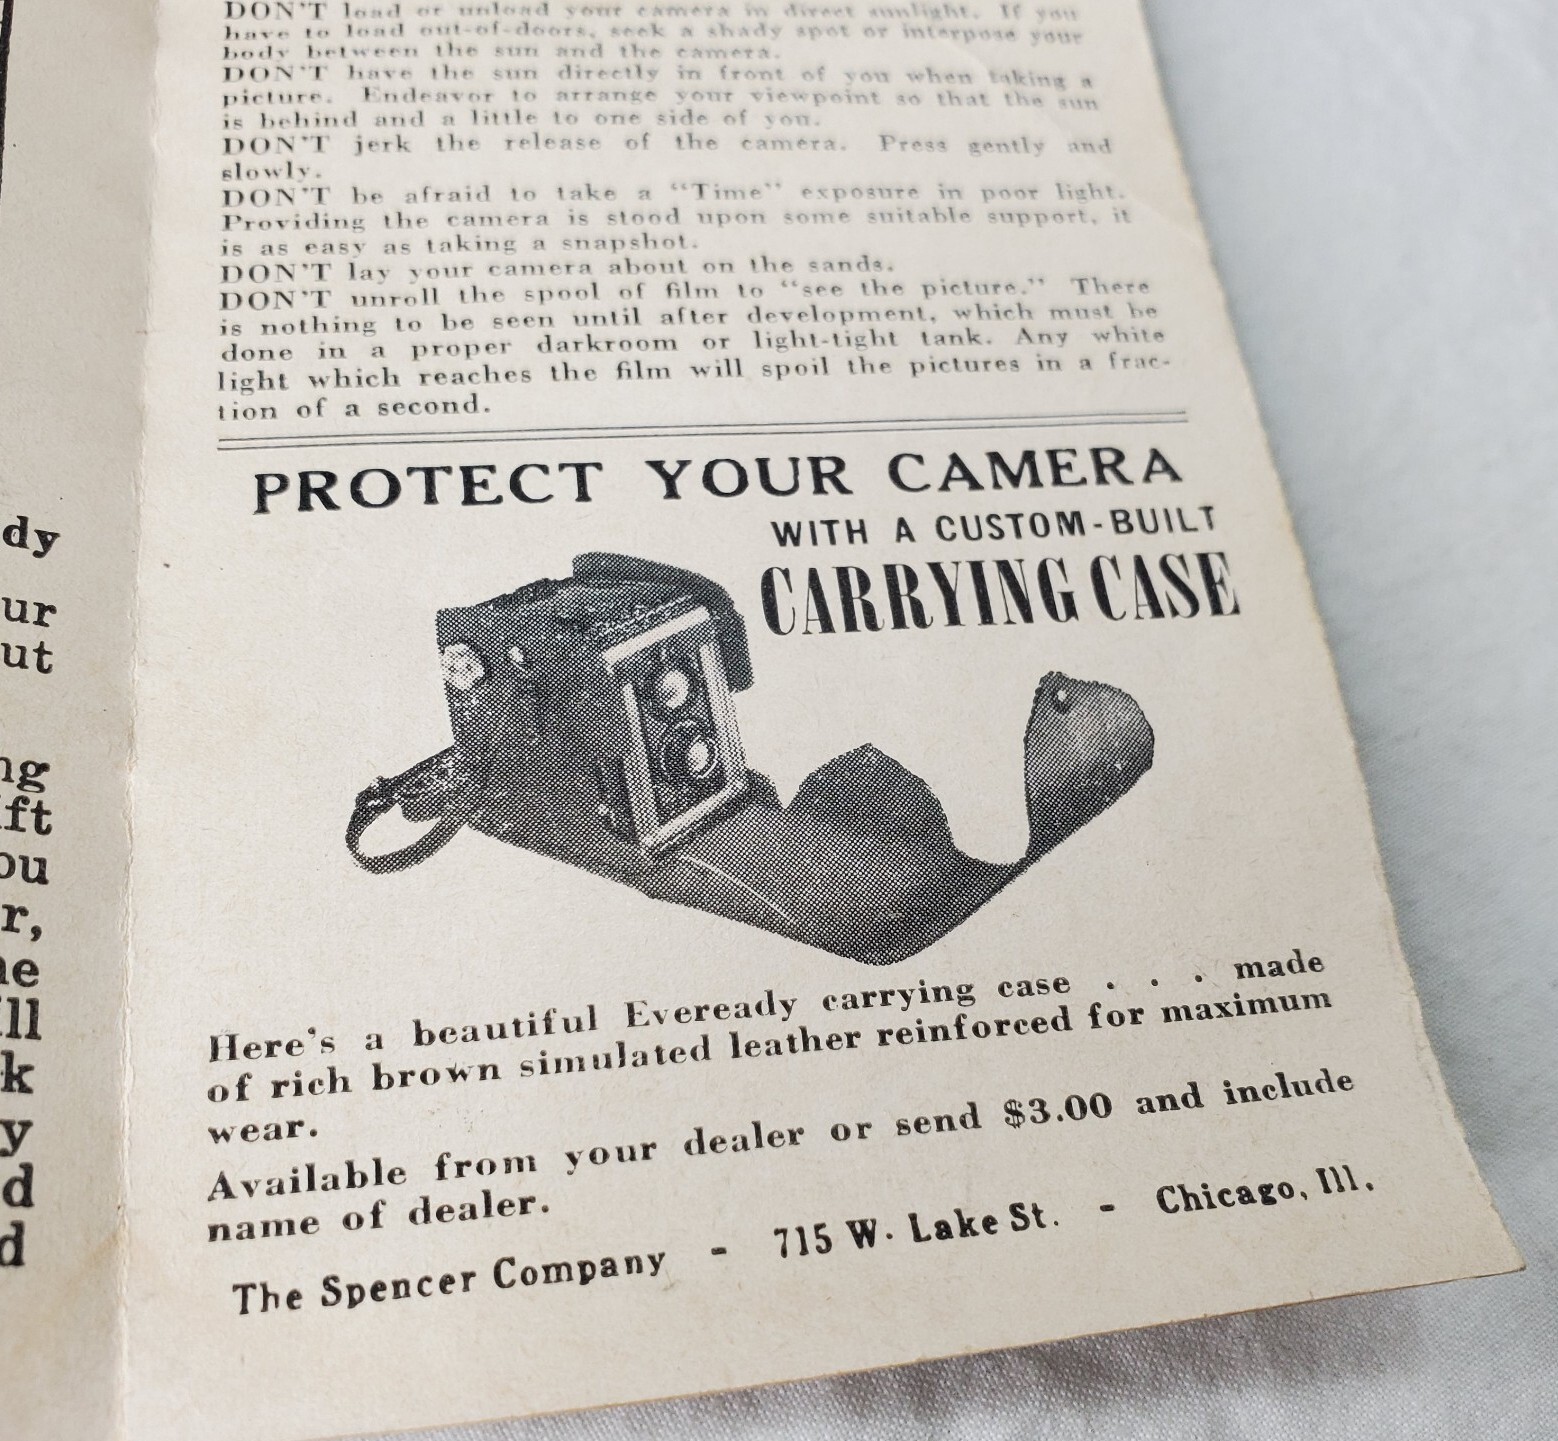 dy
ur
ut
ng
ift
ou
r,
he
ill
k
y
d
d
DON'T load or unload your camera in direct sunlight. If you
have to load out-of-doors, seek a shady spot or interpose your
body between the sun and the camera.
DON'T have the sun directly in front of you when taking a
picture. Endeavor to arrange your viewpoint so that the sun
is behind and a little to one side of you.
DON'T jerk the release of the camera. Press gently and
slowly.
DON'T be afraid to take a "Time" exposure in poor light.
Providing the camera is stood upon some suitable support, it
is as easy as taking a snapshot.
DON'T lay your camera about on the sands.
DON'T unroll the spool of film to "see the picture." There
is nothing to be seen until after development, which must be
done in a proper darkroom or light-tight tank. Any white
light which reaches the film will spoil the pictures in a frac-
tion of a second.
PROTECT YOUR CAMERA
WITH A CUSTOM-BUILT
CARRYING CASE
Here's a beautiful Eveready carrying case . . . made
of rich brown simulated leather reinforced for maximum
wear.
Available from your dealer or send $3.00 and include
name of dealer.
The Spencer Company - 715 W. Lake St. - Chicago, Ill.